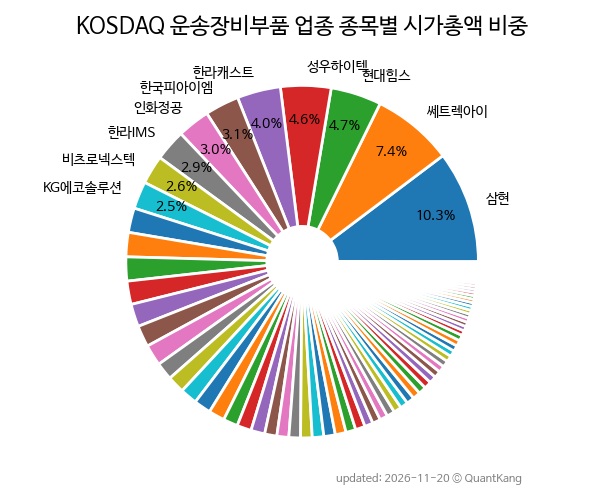 KOSDAQ 운송장비부품 업종 종목별 시가총액 비중
삼현
10.3%
쎄트렉아이
7.4%
현대힘스
4.7%
성우하이텍
4.6%
한라캐스트
4.0%
한국피아이엠
3.1%
인화정공
3.0%
한라IMS
2.9%
비츠로넥스텍
2.6%
KG에코솔루션
2.5%
updated: 2026-11-20 © QuantKang